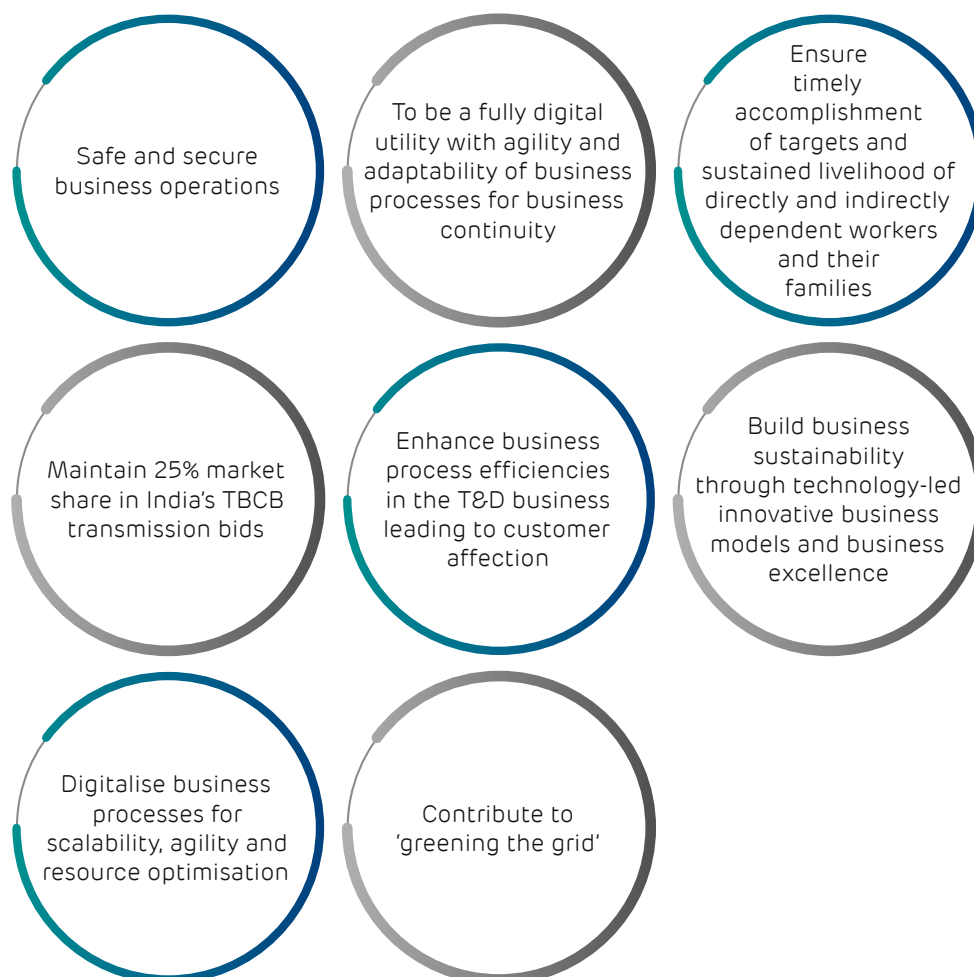 Safe and secure
business operations
To be a fully digital
utility with agility and
adaptability of business
processes for business
continuity
Ensure
timely
accomplishment
of targets and
sustained livelihood of
directly and indirectly
dependent workers
and their
families
Maintain 25% market
share in India's TBCB
transmission bids
Enhance business
process efficiencies
in the T&D business
leading to customer
affection
Build business
sustainability
through technology-led
innovative business
models and business
excellence
Digitalise business
processes for
scalability, agility and
resource optimisation
Contribute to
‘greening the grid’